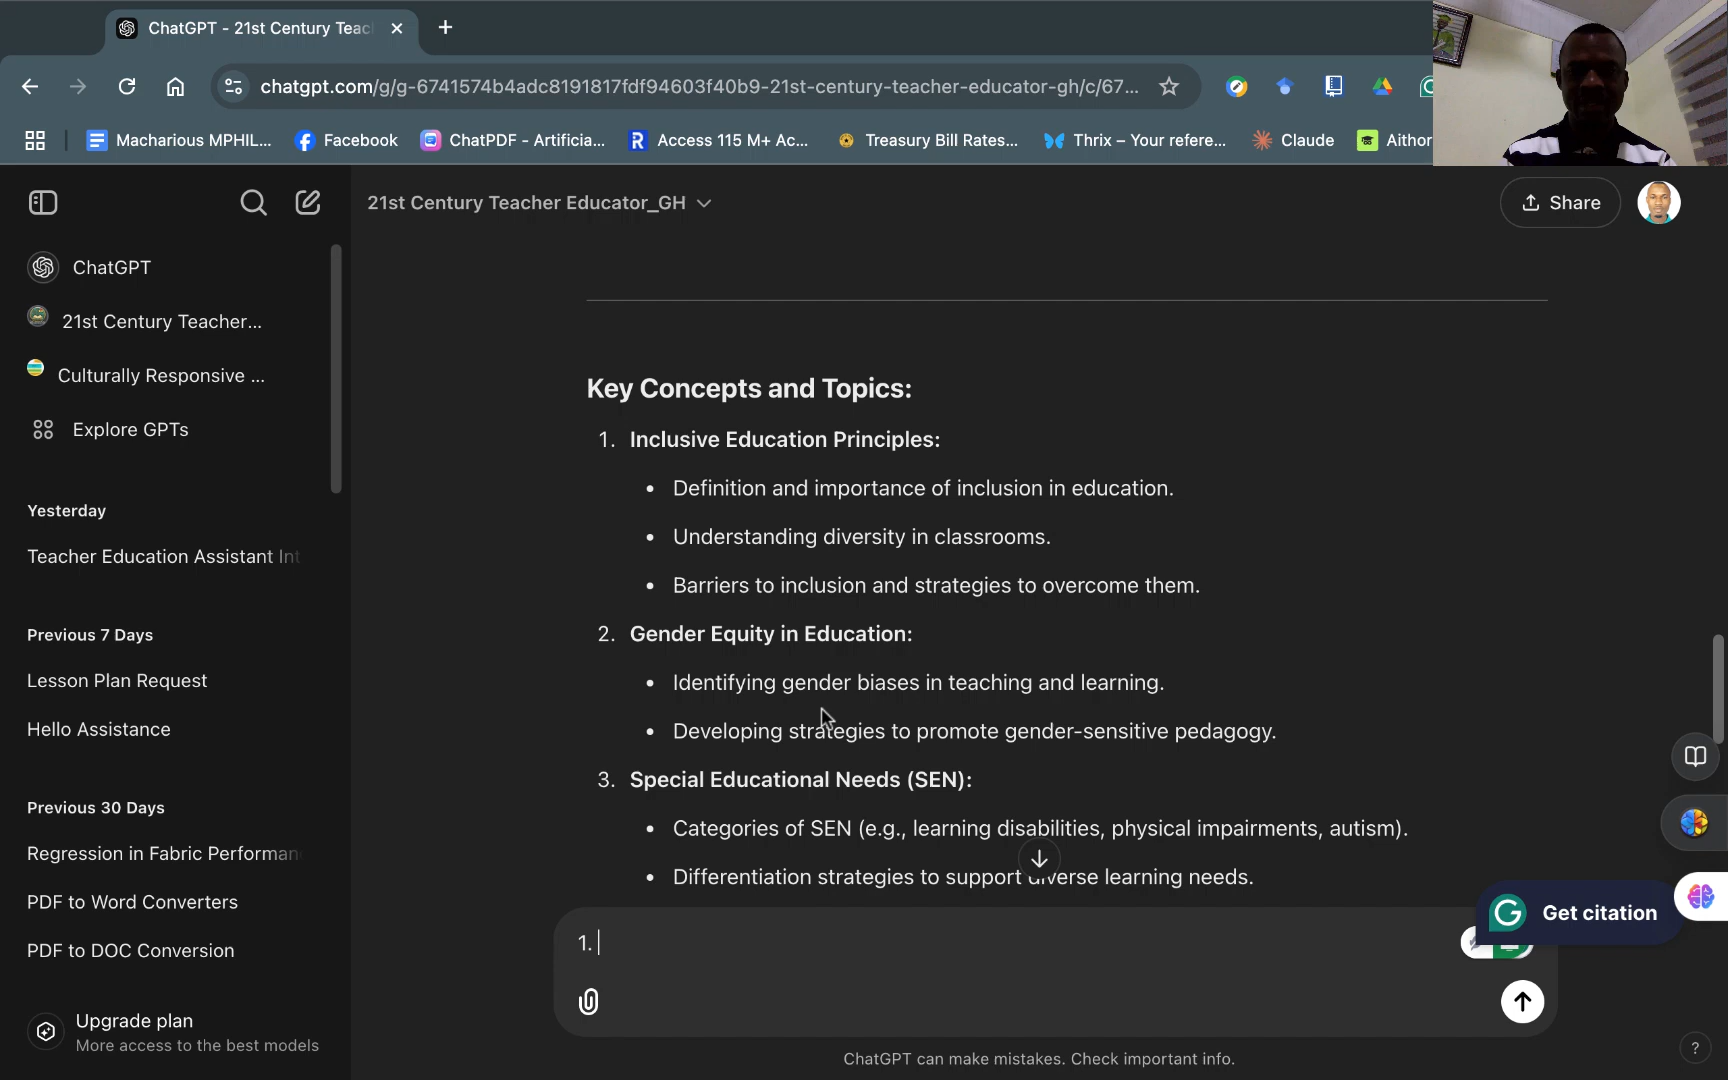 ChatGPT - 21st Century Teac
chatgpt.com/g/g-6741574b4adc8191817fdf94603f40b9-21st-century-teacher-educator-gh/c/67...
Macharious MPHIL...
Facebook
ChatPDF - Artificia...
Access 115 M+ Ac...
Treasury Bill Rates...
Thrix – Your refere...
Claude
Aithor
21st Century Teacher Educator_GH
Share
ChatGPT
21st Century Teacher...
Culturally Responsive ...
Explore GPTs
Yesterday
Teacher Education Assistant Int
Previous 7 Days
Lesson Plan Request
Hello Assistance
Previous 30 Days
Regression in Fabric Performan
PDF to Word Converters
PDF to DOC Conversion
Upgrade plan
More access to the best models
Key Concepts and Topics:
1. Inclusive Education Principles:
• Definition and importance of inclusion in education.
• Understanding diversity in classrooms.
• Barriers to inclusion and strategies to overcome them.
2. Gender Equity in Education:
• Identifying gender biases in teaching and learning.
• Developing strategies to promote gender-sensitive pedagogy.
3. Special Educational Needs (SEN):
• Categories of SEN (e.g., learning disabilities, physical impairments, autism).
• Differentiation strategies to support diverse learning needs.
Get citation
1.
ChatGPT can make mistakes. Check important info.
?